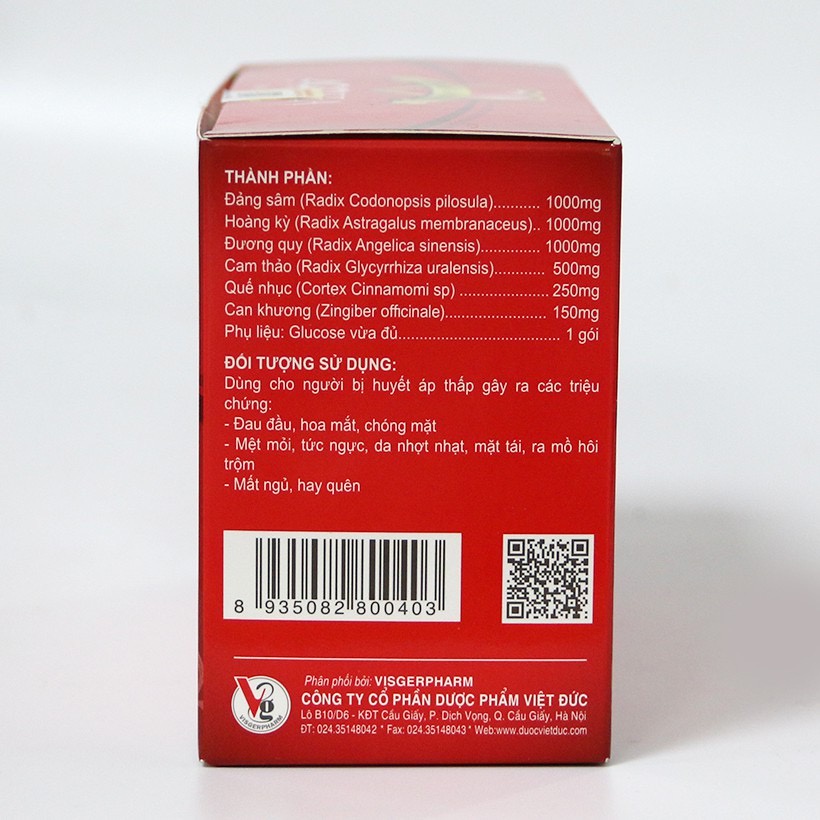 THÀNH PHẦN:
Đảng sâm (Radix Codonopsis pilosula)........... 1000mg
Hoàng kỳ (Radix Astragalus membranaceus).. 1000mg
Đương quy (Radix Angelica sinensis).............. 1000mg
Cam thảo (Radix Glycyrrhiza uralensis)............ 500mg
Quế nhục (Cortex Cinnamomi sp) ..................... 250mg
Can khương (Zingiber officinale)........................ 150mg
Phụ liệu: Glucose vừa đủ...................................... 1 gói
ĐỐI TƯỢNG SỬ DỤNG:
Dùng cho người bị huyết áp thấp gây ra các triệu
chứng:
- Đau đầu, hoa mắt, chóng mặt
- Mệt mỏi, tức ngực, da nhợt nhạt, mặt tái, ra mồ hôi
trộm
- Mất ngủ, hay quên
8 935082 800403
Phân phối bởi: VISGERPHARM
CÔNG TY CỔ PHẦN DƯỢC PHẨM VIỆT ĐỨC
Lô B10/D6 - KĐT Cầu Giấy, P. Dịch Vọng, Q. Cầu Giấy, Hà Nội
ĐT: 024.35148042 * Fax: 024.35148043 * Web:www.duocvietduc.com
Vpg
VISGERPHARM